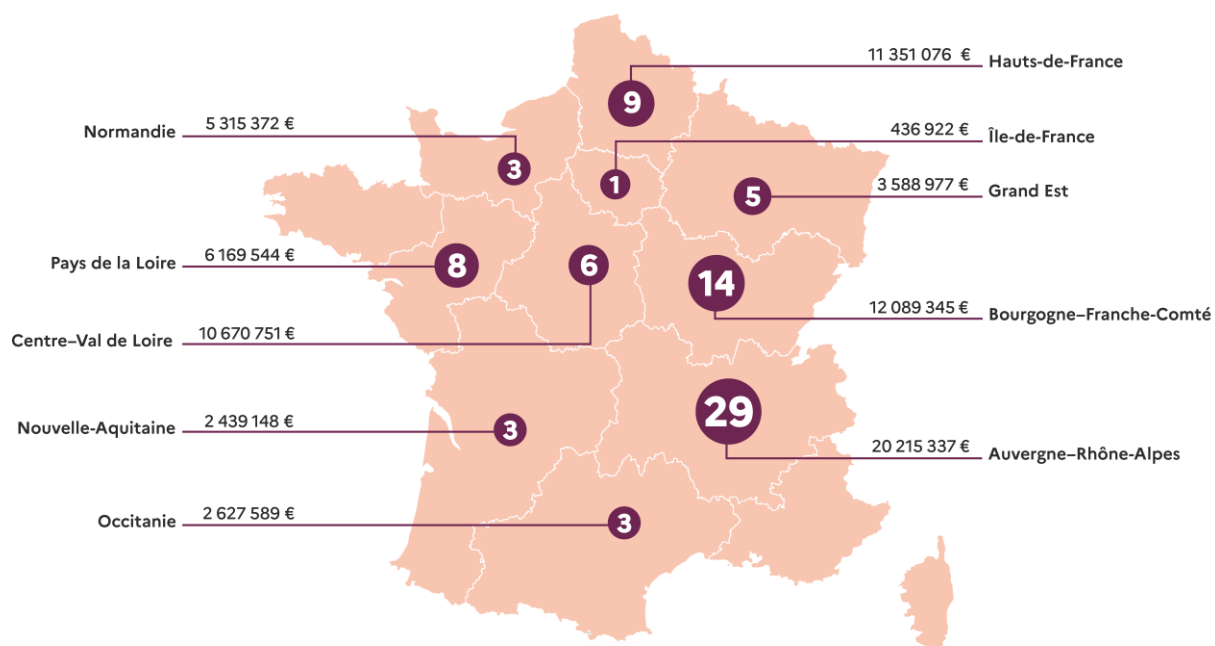 11 351 076 € Hauts-de-France
9
Normandie 5 315 372 €
436 922 € Île-de-France
3
1
5
3 588 977 € Grand Est
Pays de la Loire 6 169 544 €
8
6
14
12 089 345 € Bourgogne–Franche-Comté
Centre–Val de Loire 10 670 751 €
29
Nouvelle-Aquitaine 2 439 148 €
3
20 215 337 € Auvergne–Rhône-Alpes
Occitanie 2 627 589 €
3